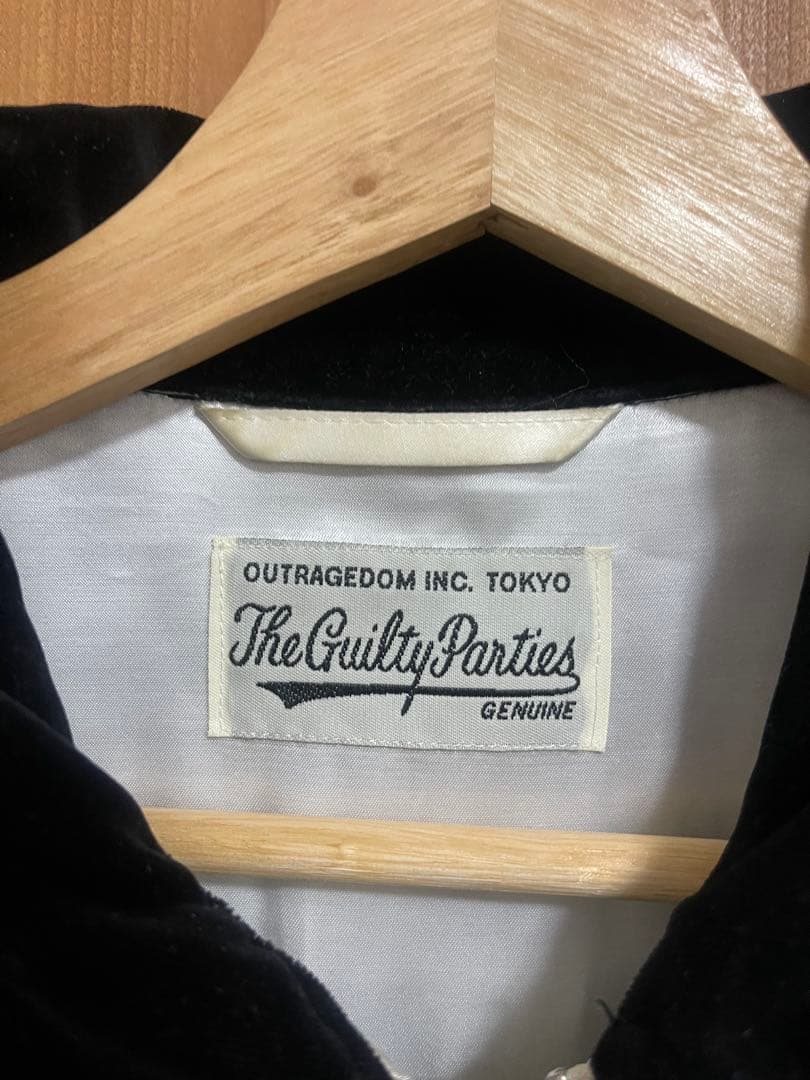 OUTRAGEDOM INC. TOKYO
The Guilty Parties
GENUINE